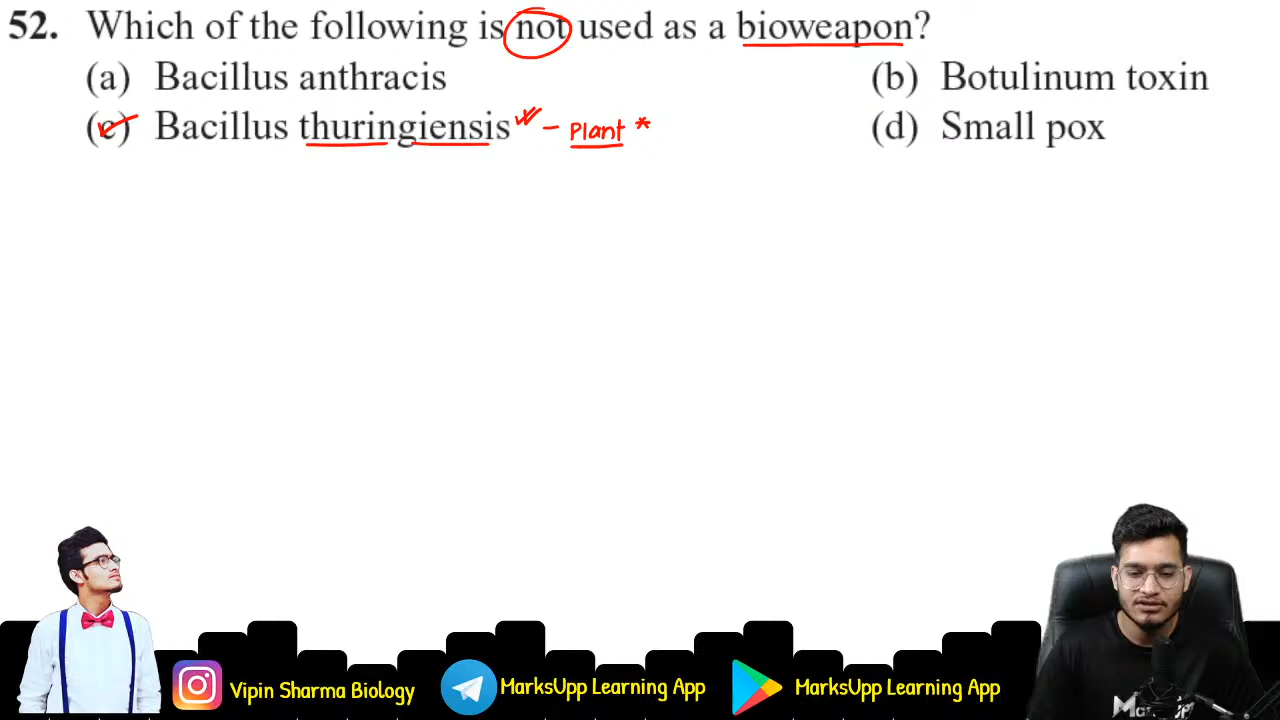 52. Which of the following is not used as a bioweapon?
(a) Bacillus anthracis (b) Botulinum toxin
(c) Bacillus thuringiensis – Plant * (d) Small pox
Vipin Sharma Biology MarksUpp Learning App MarksUpp Learning App